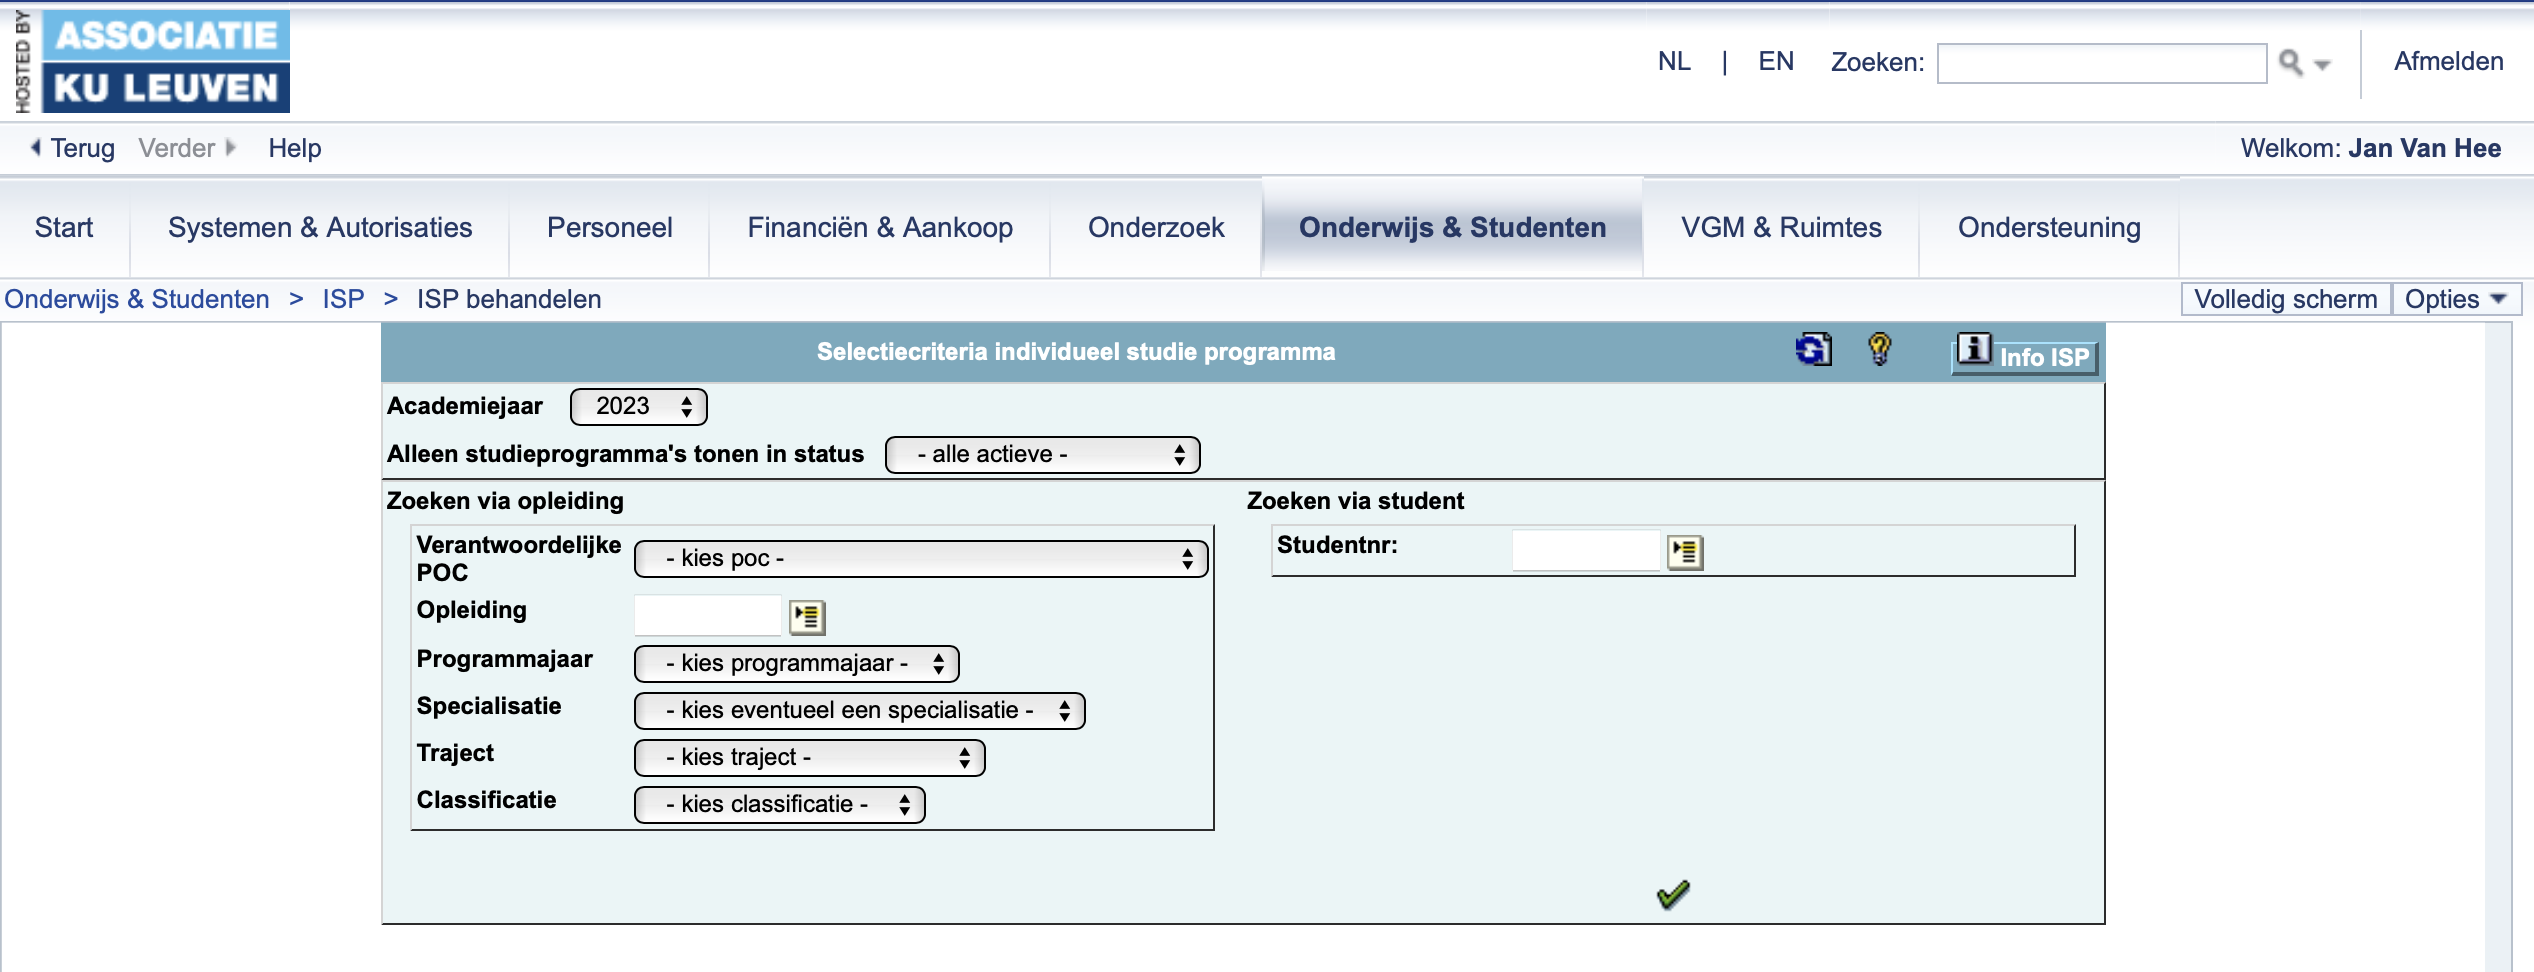 HOSTED BY
ASSOCIATIE
KU LEUVEN
NL | EN Zoeken: Afmelden
Terug Verder Help Welkom: Jan Van Hee
Start Systemen & Autorisaties Personeel Financiën & Aankoop Onderzoek Onderwijs & Studenten VGM & Ruimtes Ondersteuning
Onderwijs & Studenten > ISP > ISP behandelen Volledig scherm Opties
Selectiecriteria individueel studie programma Info ISP
Academiejaar 2023
Alleen studieprogramma's tonen in status - alle actieve -
Zoeken via opleiding
Verantwoordelijke
POC - kies poc -
Opleiding
Programmajaar - kies programmajaar -
Specialisatie - kies eventueel een specialisatie -
Traject - kies traject -
Classificatie - kies classificatie -
Zoeken via student
Studentnr: